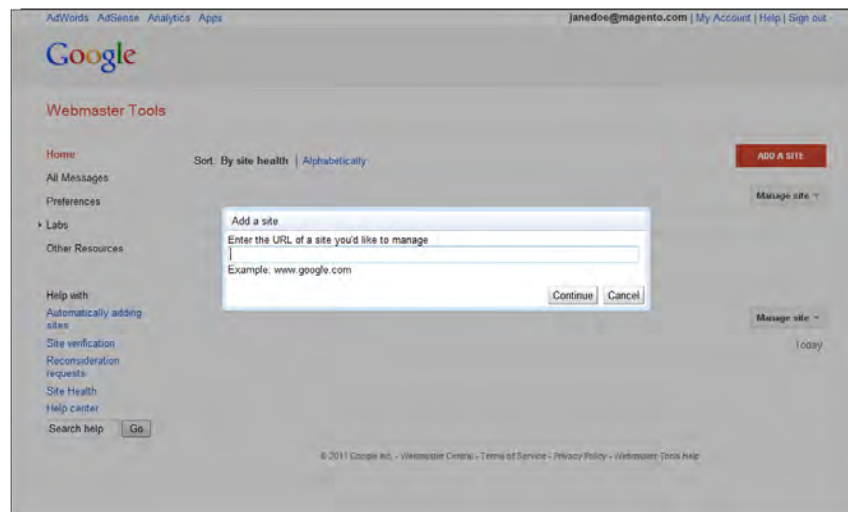 AdWords AdSense Analytics Apps
janedoe@magento.com | My Account | Help | Sign out
Google
Webmaster Tools
Home
All Messages
Preferences
Labs
Other Resources
Sort: By site health | Alphabetically
ADD A SITE
Manage site
Add a site
Enter the URL of a site you'd like to manage
Example: www.google.com
Continue Cancel
Manage site
Today
Help with
Automatically adding
sites
Site verification
Reconsideration
requests
Site Health
Help center
Search help Go
© 2011 Google Inc. - Webmaster Central - Terms of Service - Privacy Policy - Webmaster Tools Help